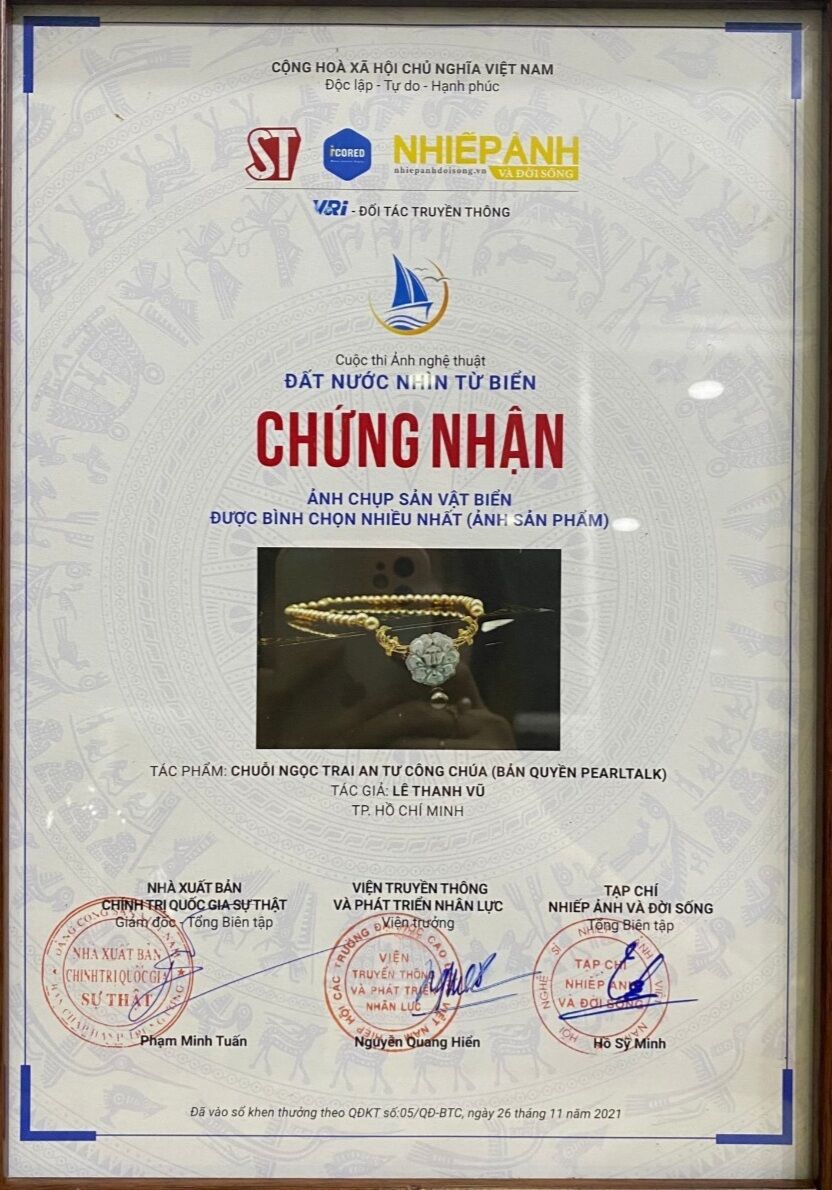 CỘNG HOÀ XÃ HỘI CHỦ NGHĨA VIỆT NAM
Độc lập - Tự do - Hạnh phúc
ST
iCORED
NHIẾP ẢNH
nhiepanhdoisong.vn VÀ ĐỜI SỐNG
VRi - ĐỐI TÁC TRUYỀN THÔNG
Cuộc thi Ảnh nghệ thuật
ĐẤT NƯỚC NHÌN TỪ BIỂN
CHỨNG NHẬN
ẢNH CHỤP SẢN VẬT BIỂN
ĐƯỢC BÌNH CHỌN NHIỀU NHẤT (ẢNH SẢN PHẨM)
TÁC PHẨM: CHUỖI NGỌC TRAI AN TƯ CÔNG CHÚA (BẢN QUYỀN PEARLTALK)
TÁC GIẢ: LÊ THANH VŨ
TP. HỒ CHÍ MINH
NHÀ XUẤT BẢN
CHÍNH TRỊ QUỐC GIA SỰ THẬT
Giám đốc - Tổng Biên tập
NHÀ XUẤT BẢN
CHÍNH TRỊ QUỐC GIA
SỰ THẬT
Phạm Minh Tuấn
VIỆN TRUYỀN THÔNG
VÀ PHÁT TRIỂN NHÂN LỰC
Viện trưởng
VIỆN
TRUYỀN THÔNG
VÀ PHÁT TRIỂN
NHÂN LỰC
Nguyễn Quang Hiển
TẠP CHÍ
NHIẾP ẢNH VÀ ĐỜI SỐNG
Tổng Biên tập
TẠP CHÍ
NHIẾP ẢNH
VÀ ĐỜI SỐNG
Hồ Sỹ Minh
Đã vào sổ khen thưởng theo QĐKT số:05/QĐ-BTC, ngày 26 tháng 11 năm 2021